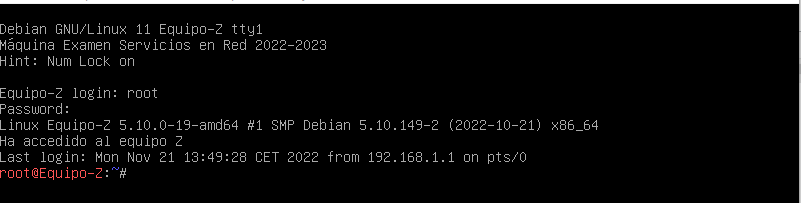 Debian GNU/Linux 11 Equipo-Z tty1
Máquina Examen Servicios en Red 2022-2023
Hint: Num Lock on
Equipo-Z login: root
Password:
Linux Equipo-Z 5.10.0-19-amd64 #1 SMP Debian 5.10.149-2 (2022-10-21) x86_64
Ha accedido al equipo Z
Last login: Mon Nov 21 13:49:28 CET 2022 from 192.168.1.1 on pts/0
root@Equipo-Z:~#